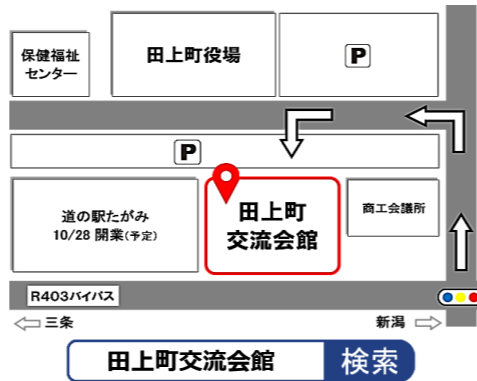 保健福祉
センター
田上町役場
P
P
道の駅たがみ
10/28 開業(予定)
田上町
交流会館
商工会議所
R403バイパス
三条
新潟
田上町交流会館 検索